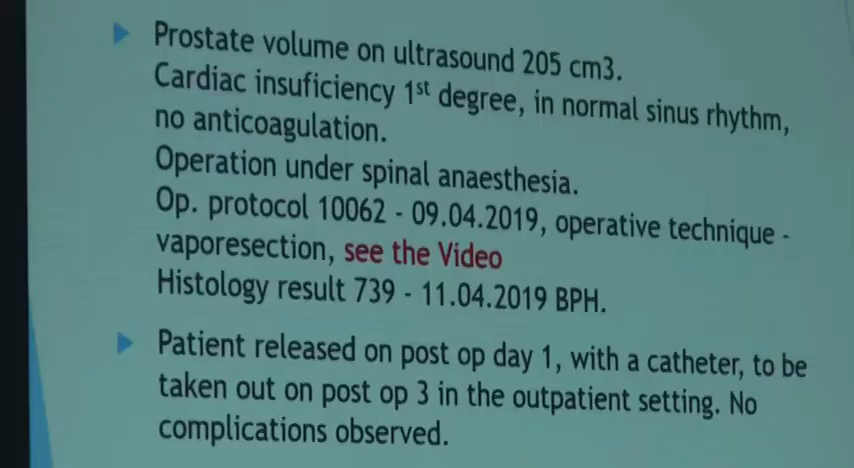 Prostate volume on ultrasound 205 cm3.
Cardiac insuficiency 1st degree, in normal sinus rhythm,
no anticoagulation.
Operation under spinal anaesthesia.
Op. protocol 10062 - 09.04.2019, operative technique -
vaporesection, see the Video
Histology result 739 - 11.04.2019 BPH.
Patient released on post op day 1, with a catheter, to be
taken out on post op 3 in the outpatient setting. No
complications observed.